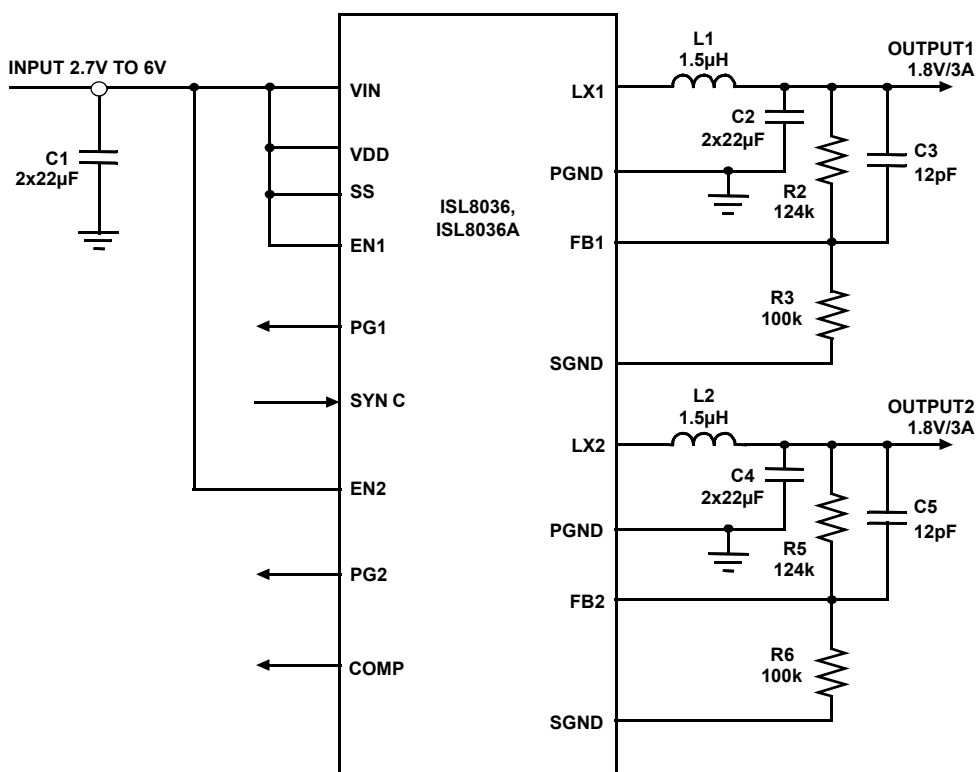 INPUT 2.7V TO 6V
C1
2x22µF
VIN
VDD
SS
EN1
PG1
SYN C
EN2
PG2
COMP
ISL8036,
ISL8036A
LX1
PGND
FB1
SGND
LX2
PGND
FB2
SGND
L1
1.5µH
OUTPUT1
1.8V/3A
C2
2x22µF
R2
124k
C3
12pF
R3
100k
L2
1.5µH
OUTPUT2
1.8V/3A
C4
2x22µF
R5
124k
C5
12pF
R6
100k